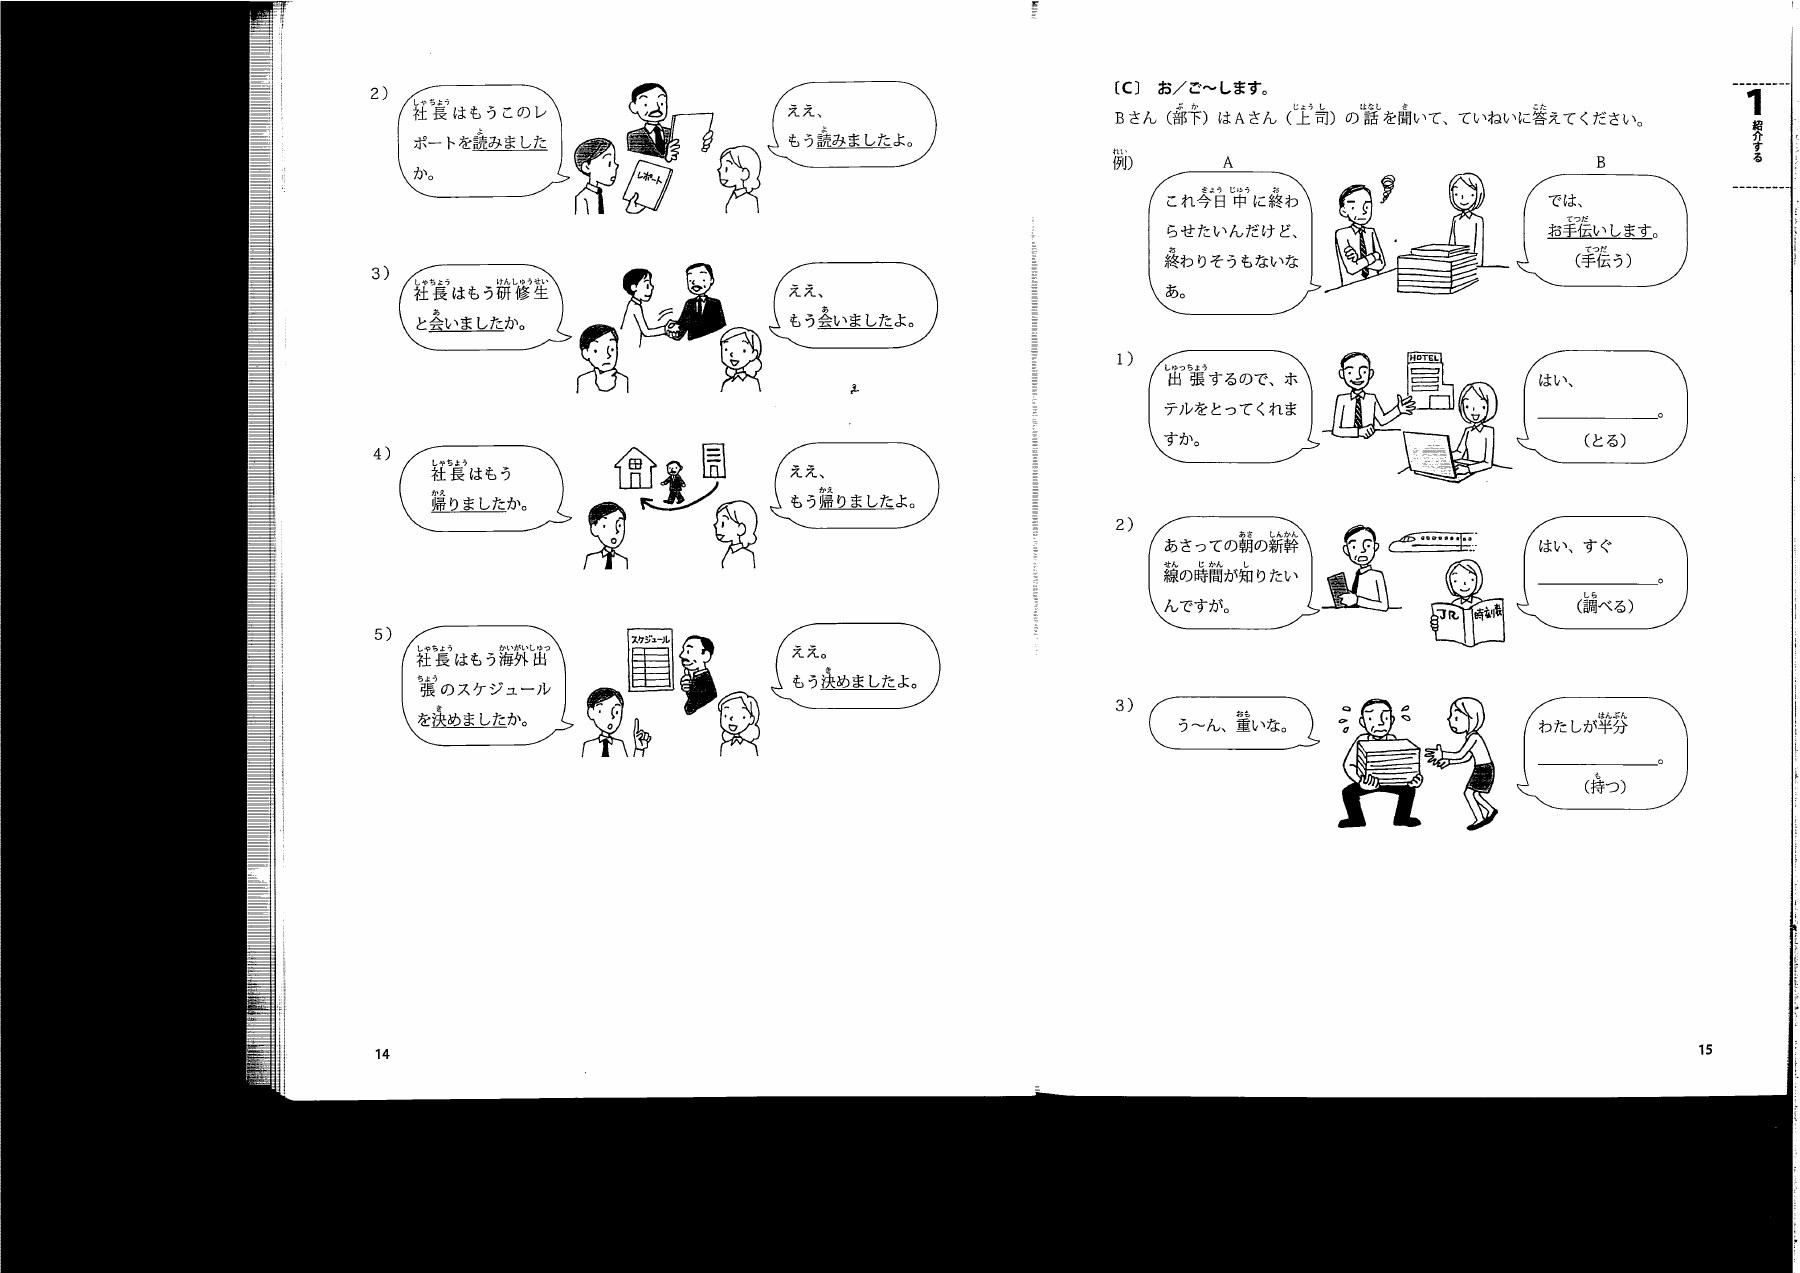 2）
社長はもうこのレ
ポートを読みました
か。
レポート
ええ、
もう読みましたよ。
3）
社長はもう研修生
と会いましたか。
ええ、
もう会いましたよ。
4）
社長はもう
帰りましたか。
ええ、
もう帰りましたよ。
5）
社長はもう海外出
張のスケジュール
を決めましたか。
スケジュール
ええ。
もう決めましたよ。
14
〔C〕 お／ご～します。
Bさん（部下）はAさん（上司）の話を聞いて、ていねいに答えてください。
例）
A
B
これ今日中に終わ
らせたいんだけど、
終わりそうもないな
あ。
では、
お手伝いします。
（手伝う）
1）
出張するので、ホ
テルをとってくれま
すか。
HOTEL
はい、
＿＿＿＿＿＿＿＿。
（とる）
2）
あさっての朝の新幹
線の時間が知りたい
んですが。
JR 時刻表
はい、すぐ
＿＿＿＿＿＿＿＿。
（調べる）
3）
う～ん、重いな。
わたしが半分
＿＿＿＿＿＿＿＿。
（持つ）
1
紹介する
15